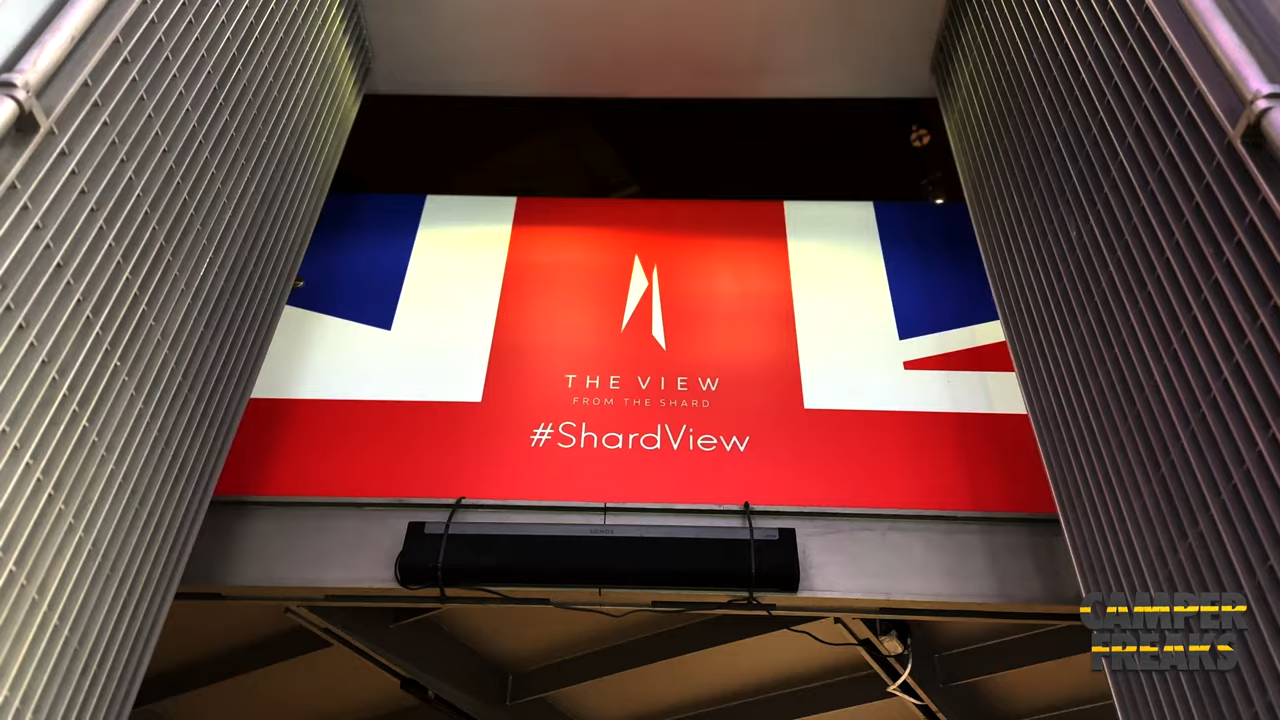 THE VIEW
FROM THE SHARD
#ShardView
SONOS
CAMPER
FREAKS